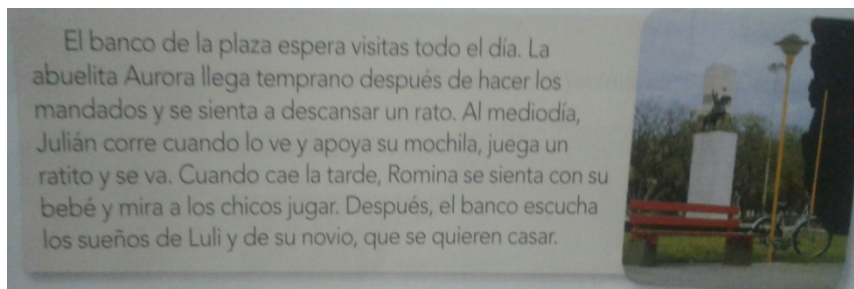 El banco de la plaza espera visitas todo el día. La
abuelita Aurora llega temprano después de hacer los
mandados y se sienta a descansar un rato. Al mediodía,
Julián corre cuando lo ve y apoya su mochila, juega un
ratito y se va. Cuando cae la tarde, Romina se sienta con su
bebé y mira a los chicos jugar. Después, el banco escucha
los sueños de Luli y de su novio, que se quieren casar.